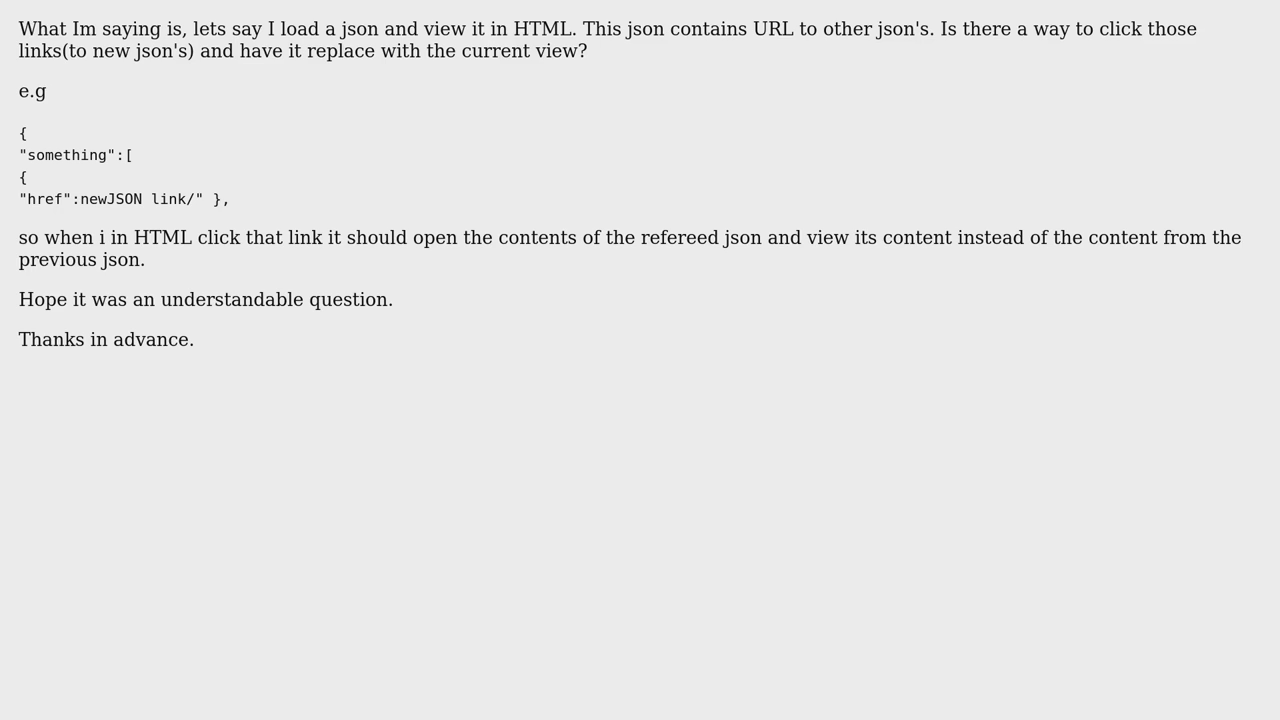 What Im saying is, lets say I load a json and view it in HTML. This json contains URL to other json's. Is there a way to click those
links(to new json's) and have it replace with the current view?
e.g
{
"something":[
{
"href":newJSON link/" },
so when i in HTML click that link it should open the contents of the refereed json and view its content instead of the content from the
previous json.
Hope it was an understandable question.
Thanks in advance.